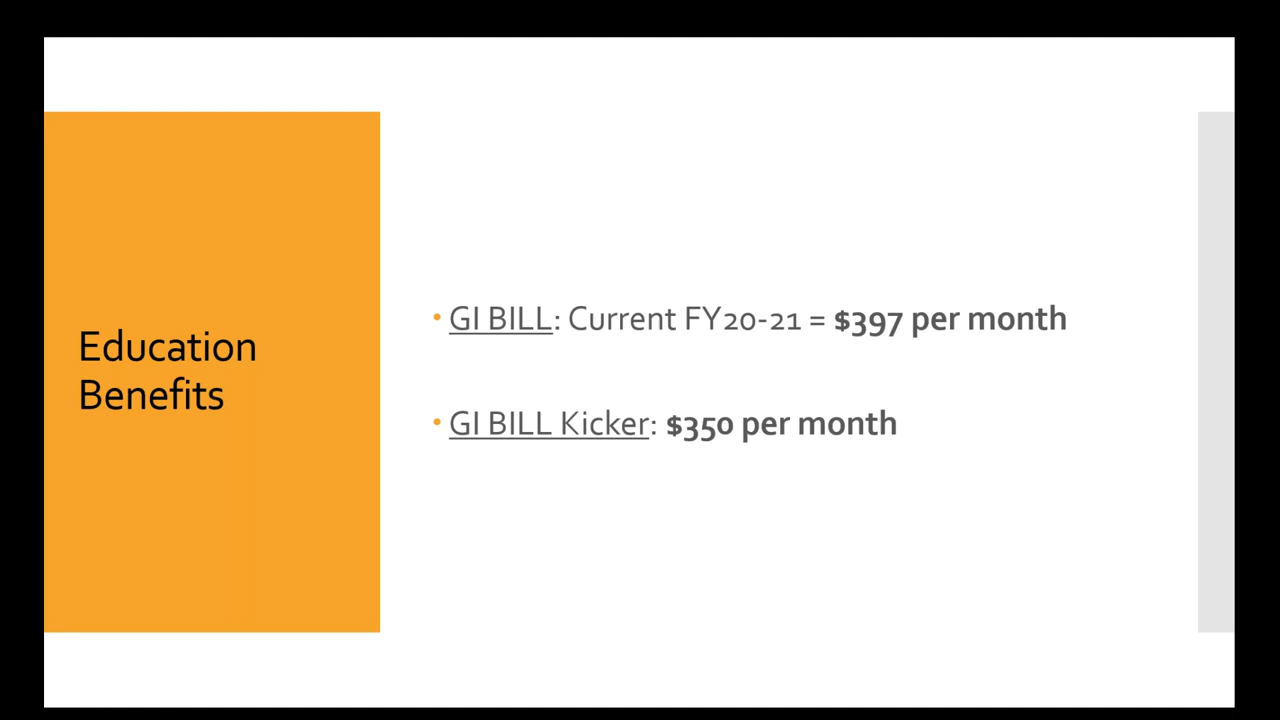 Education
Benefits
• GI BILL: Current FY20-21 = $397 per month
• GI BILL Kicker: $350 per month